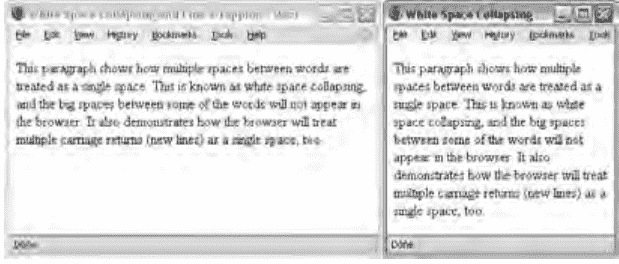 White Space Collapsing and
File Edit View History Bookmarks Tools Help
This paragraph shows how multiple spaces between words are
treated as a single space. This is known as white space collapsing,
and the big spaces between some of the words will not appear in
the browser. It also demonstrates how the browser will treat
multiple carriage returns (new lines) as a single space, too.
Done
White Space Collapsing
File Edit View History Bookmarks Tools
This paragraph shows how multiple
spaces between words are treated as a
single space. This is known as white
space collapsing, and the big spaces
between some of the words will not
appear in the browser. It also
demonstrates how the browser will treat
multiple carriage returns (new lines) as a
single space, too.
Done